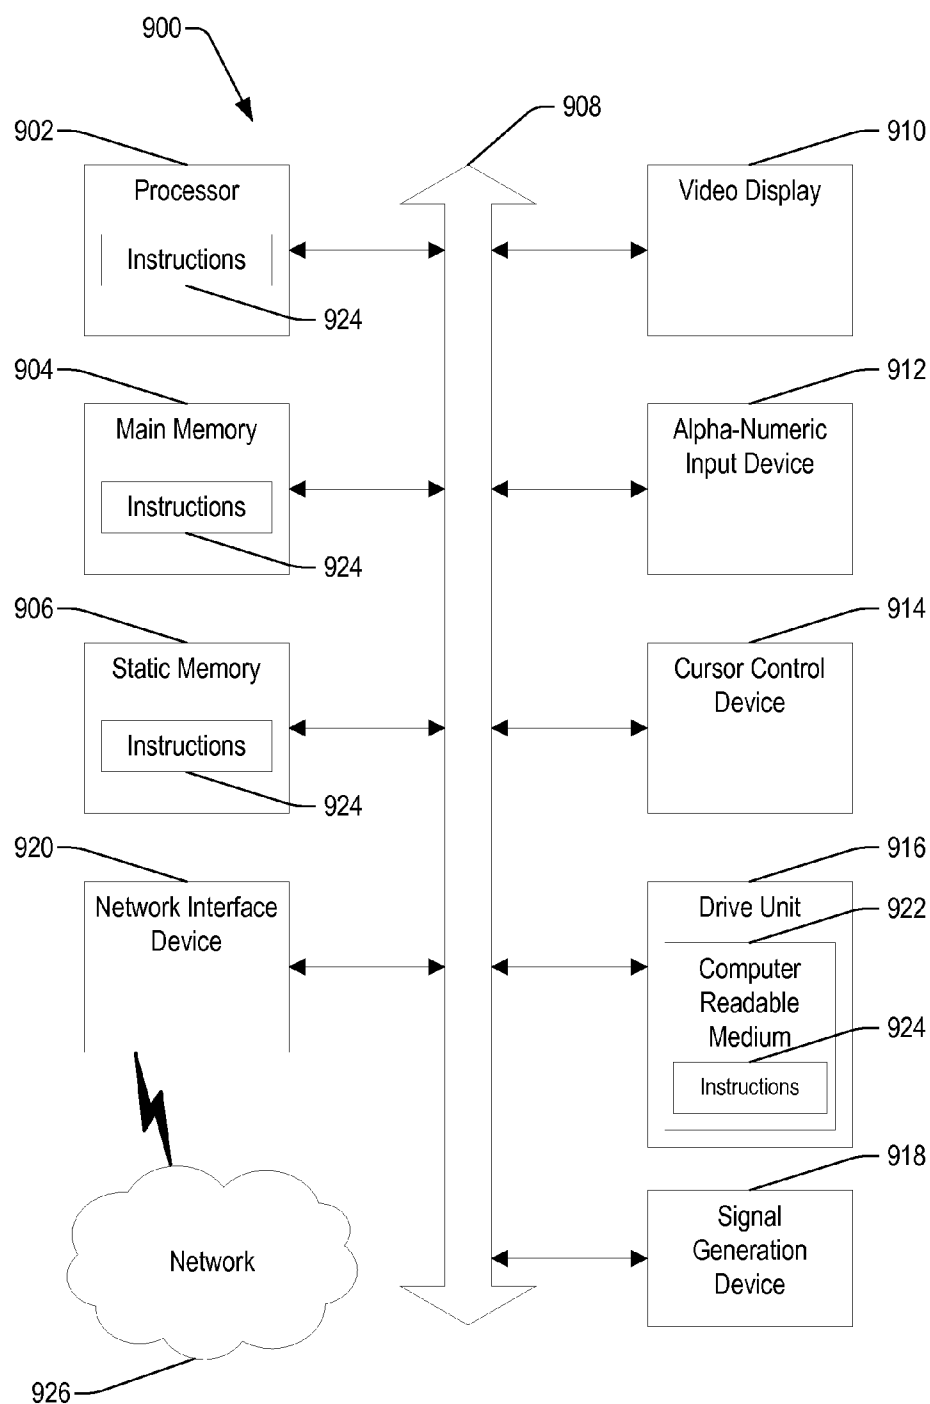 900
908
902
Processor
Instructions
924
910
Video Display
904
Main Memory
Instructions
924
912
Alpha-Numeric
Input Device
906
Static Memory
Instructions
924
914
Cursor Control
Device
920
Network Interface
Device
916
Drive Unit
922
Computer
Readable
Medium
924
Instructions
918
Signal
Generation
Device
Network
926